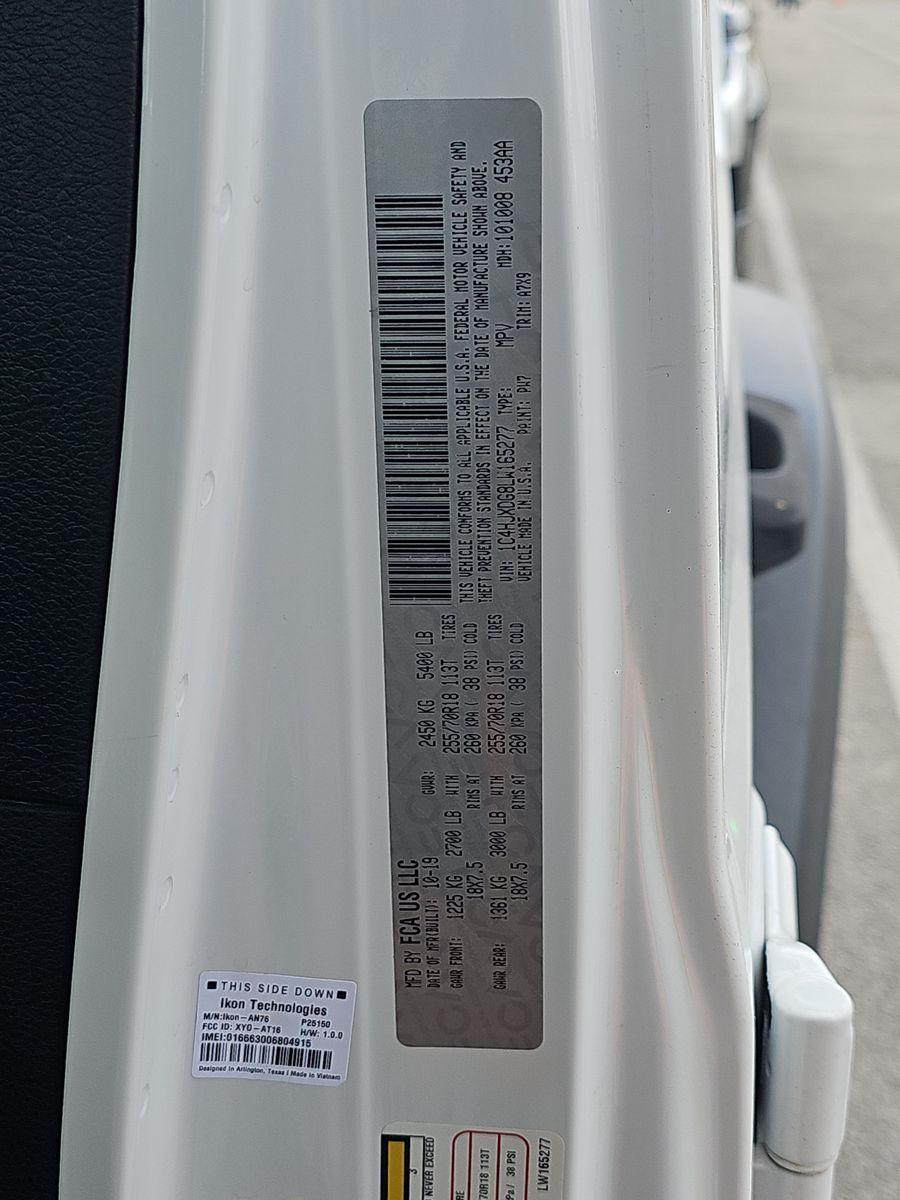 MFD BY FCA US LLC
DATE OF MFR(BUILT): 10-19 GVWR: 2450 KG 5400 LB
GAWR FRONT: 1225 KG 2700 LB WITH 255/70R18 113T TIRES
18X7.5 RIMS AT 260 KPA ( 38 PSI) COLD
GAWR REAR: 1361 KG 3000 LB WITH 255/70R18 113T TIRES
18X7.5 RIMS AT 260 KPA ( 38 PSI) COLD
THIS VEHICLE CONFORMS TO ALL APPLICABLE U.S.A. FEDERAL MOTOR VEHICLE SAFETY AND
THEFT PREVENTION STANDARDS IN EFFECT ON THE DATE OF MANUFACTURE SHOWN ABOVE.
VIN: 1C4HJXDG8LW165277 TYPE: MPV MDH:101008 453AA
VEHICLE MADE IN U.S.A. PAINT: PW7 TRIM: A7X9
THIS SIDE DOWN
Ikon Technologies
M/N:Ikon-AN76 P25150
FCC ID: XYO-AT16 H/W: 1.0.0
IMEI:016663006804915
Designed in Arlington, Texas | Made in Vietnam
3
NEVER EXCEED
70R18 113T
38 PSI
LW165277